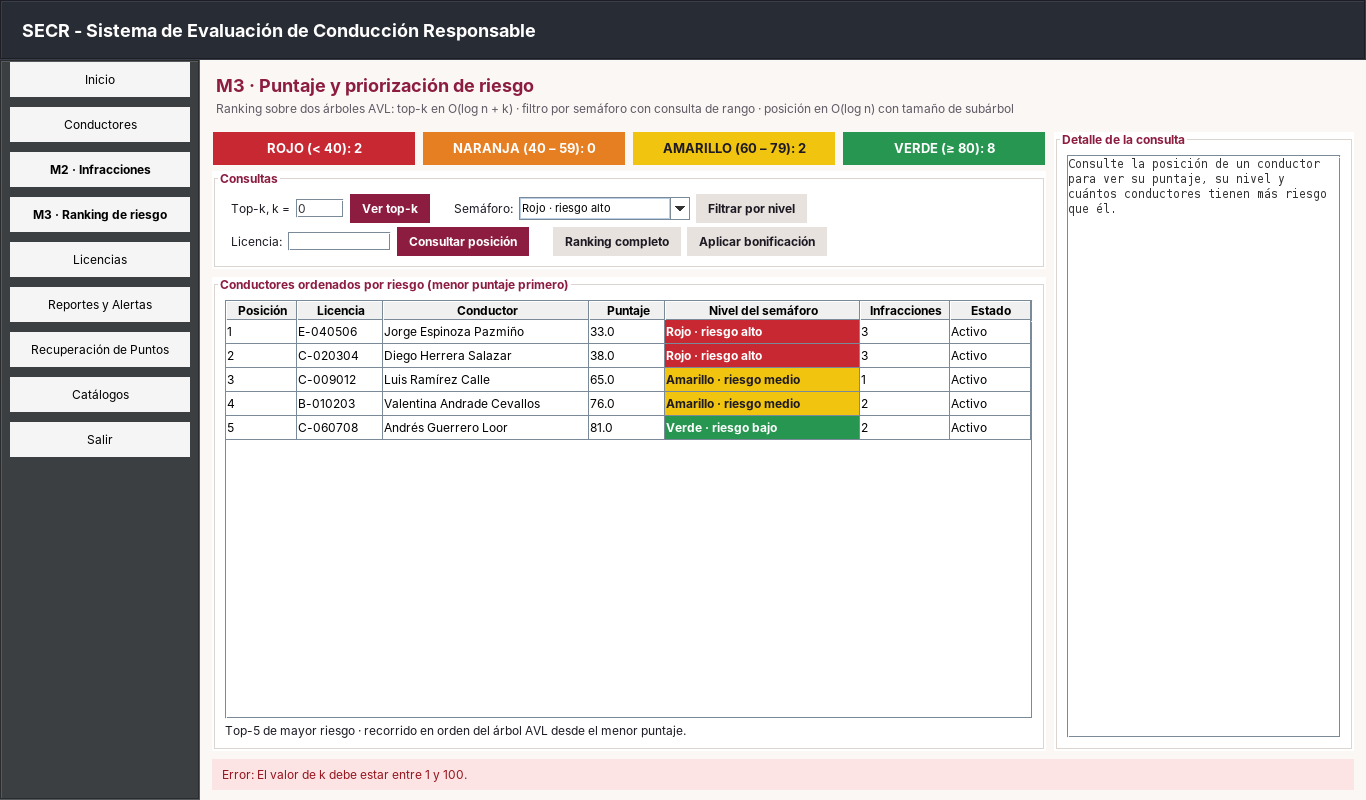 SECR - Sistema de Evaluación de Conducción Responsable
Inicio
Conductores
M2 · Infracciones
M3 · Ranking de riesgo
Licencias
Reportes y Alertas
Recuperación de Puntos
Catálogos
Salir
M3 · Puntaje y priorización de riesgo
Ranking sobre dos árboles AVL: top-k en O(log n + k) · filtro por semáforo con consulta de rango · posición en O(log n) con tamaño de subárbol
ROJO (< 40): 2 NARANJA (40 – 59): 0 AMARILLO (60 – 79): 2 VERDE (≥ 80): 8
Consultas
Top-k, k = 0 Ver top-k Semáforo: Rojo · riesgo alto Filtrar por nivel
Licencia: Consultar posición Ranking completo Aplicar bonificación
Conductores ordenados por riesgo (menor puntaje primero)
Posición Licencia Conductor Puntaje Nivel del semáforo Infracciones Estado
1 E-040506 Jorge Espinoza Pazmiño 33.0 Rojo · riesgo alto 3 Activo
2 C-020304 Diego Herrera Salazar 38.0 Rojo · riesgo alto 3 Activo
3 C-009012 Luis Ramírez Calle 65.0 Amarillo · riesgo medio 1 Activo
4 B-010203 Valentina Andrade Cevallos 76.0 Amarillo · riesgo medio 2 Activo
5 C-060708 Andrés Guerrero Loor 81.0 Verde · riesgo bajo 2 Activo
Top-5 de mayor riesgo · recorrido en orden del árbol AVL desde el menor puntaje.
Detalle de la consulta
Consulte la posición de un conductor
para ver su puntaje, su nivel y
cuántos conductores tienen más riesgo
que él.
Error: El valor de k debe estar entre 1 y 100.